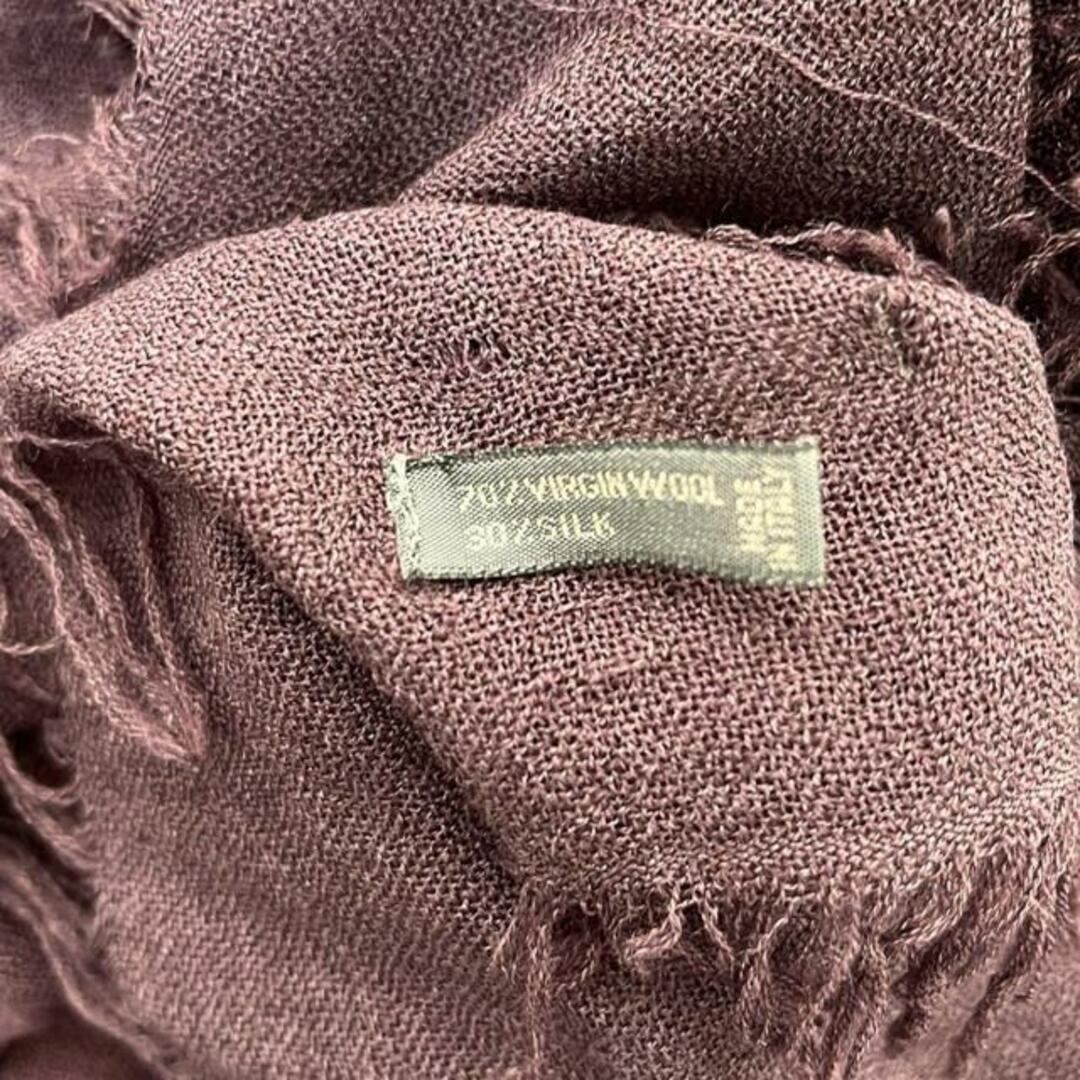 70% VIRGIN WOOL
30% SILK
MADE
IN ITALY